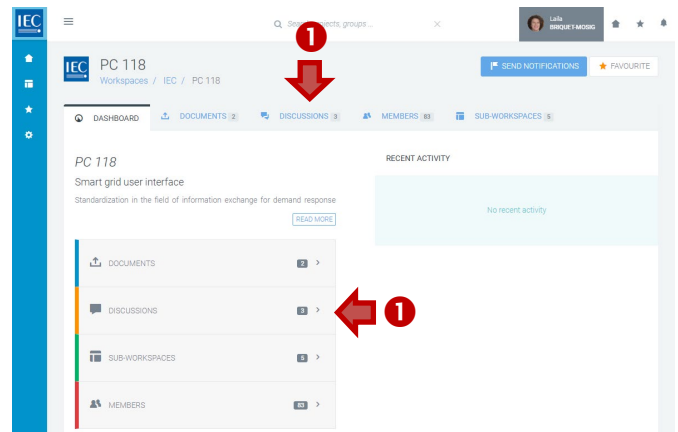 IEC
Search projects, groups ...
Laila
BRIQUET-MOSIG
1
IEC
PC 118
Workspaces / IEC / PC 118
SEND NOTIFICATIONS
FAVOURITE
DASHBOARD
DOCUMENTS 2
DISCUSSIONS 3
MEMBERS 83
SUB-WORKSPACES 5
PC 118
RECENT ACTIVITY
Smart grid user interface
Standardization in the field of information exchange for demand response
READ MORE
No recent activity
DOCUMENTS 2
DISCUSSIONS 3
1
SUB-WORKSPACES 5
MEMBERS 83